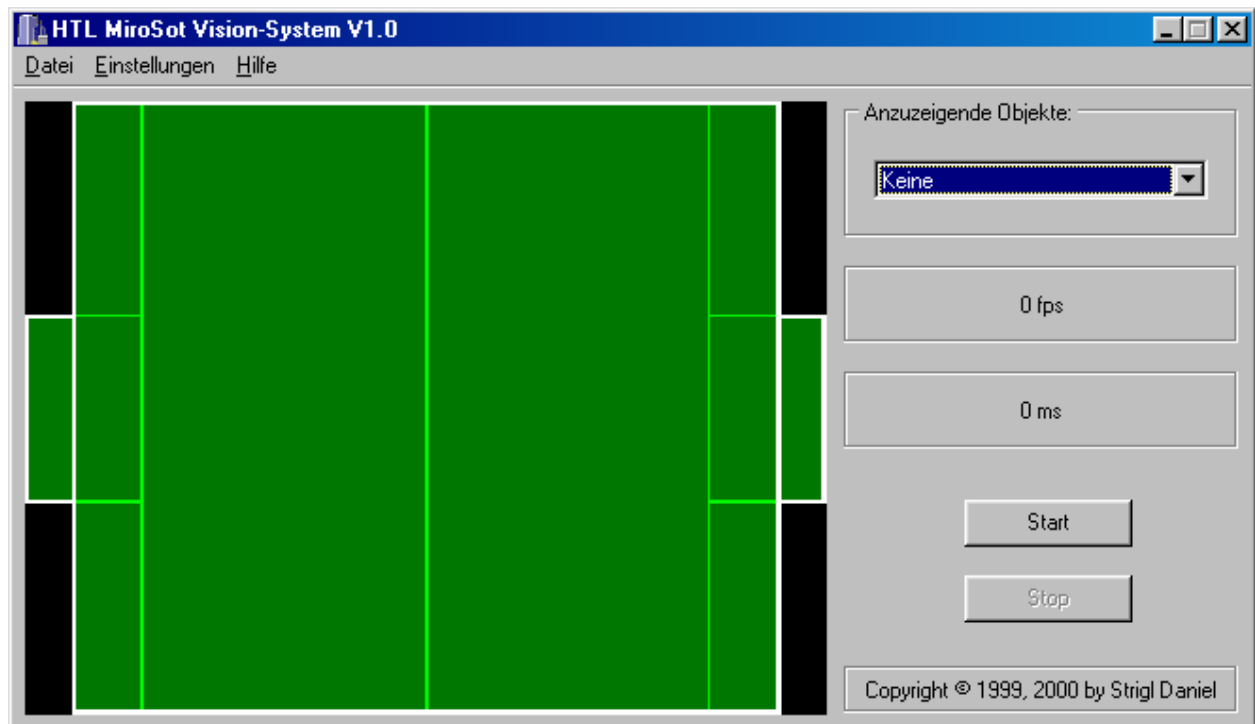 HTL MiroSot Vision-System V1.0
Datei Einstellungen Hilfe
Anzuzeigende Objekte:
Keine
0 fps
0 ms
Start
Stop
Copyright © 1999, 2000 by Strigl Daniel